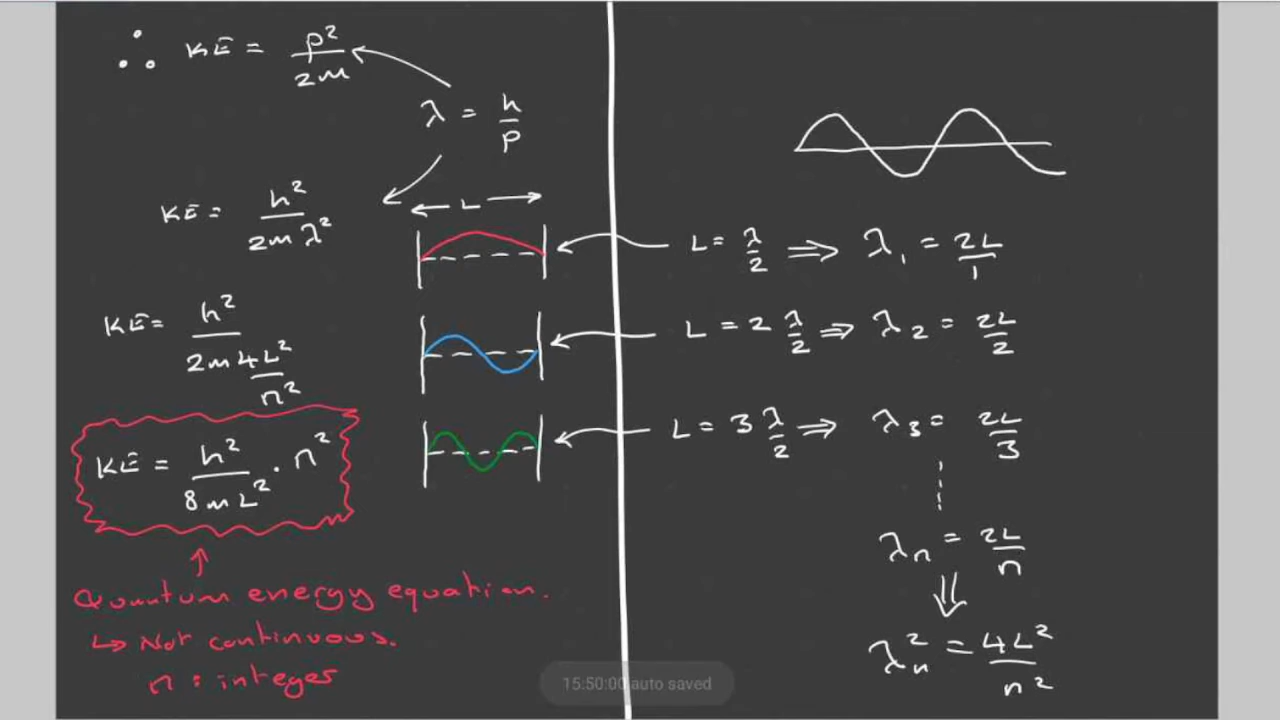 ∴ KE = p²/2m
λ = h/p
KE = h²/2mλ²
← L →
KE = h²/(2m 4L²/n²)
KE = h²/8mL² · n²
↑
Quantum energy equation.
↳ Not continuous.
n : integer
L = λ/2 ⇒ λ₁ = 2L/1
L = 2 λ/2 ⇒ λ₂ = 2L/2
L = 3 λ/2 ⇒ λ₃ = 2L/3
λₙ = 2L/n
⇓
λₙ² = 4L²/n²
15:50:00 auto saved